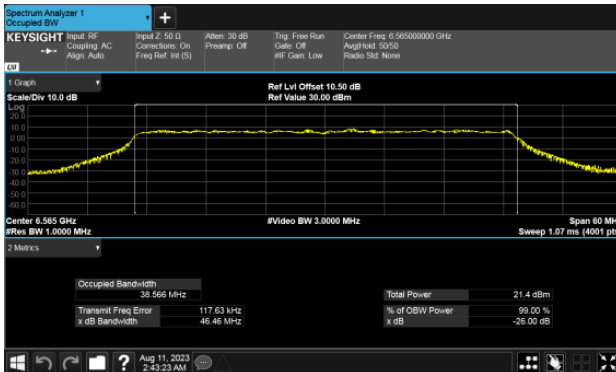 Spectrum Analyzer 1
Occupied BW
KEYSIGHT
Input: RF
Coupling: AC
Align: Auto
Input Z: 50 Ω
Corrections: On
Freq Ref: Int (S)
Atten: 30 dB
Preamp: Off
Trig: Free Run
Gate: Off
#IF Gain: Low
Center Freq: 6.565000000 GHz
Avg|Hold: 50/50
Radio Std: None
LXI
1 Graph
Scale/Div 10.0 dB
Ref Lvl Offset 10.50 dB
Ref Value 30.00 dBm
Log
20.0
10.0
0.00
-10.0
-20.0
-30.0
-40.0
-50.0
-60.0
Center 6.565 GHz
#Res BW 1.0000 MHz
#Video BW 3.0000 MHz
Span 60 MH
Sweep 1.07 ms (4001 pts
2 Metrics
Occupied Bandwidth
38.566 MHz
Transmit Freq Error 117.63 kHz
x dB Bandwidth 46.46 MHz
Total Power 21.4 dBm
% of OBW Power 99.00 %
x dB -26.00 dB
?
Aug 11, 2023
2:43:23 AM